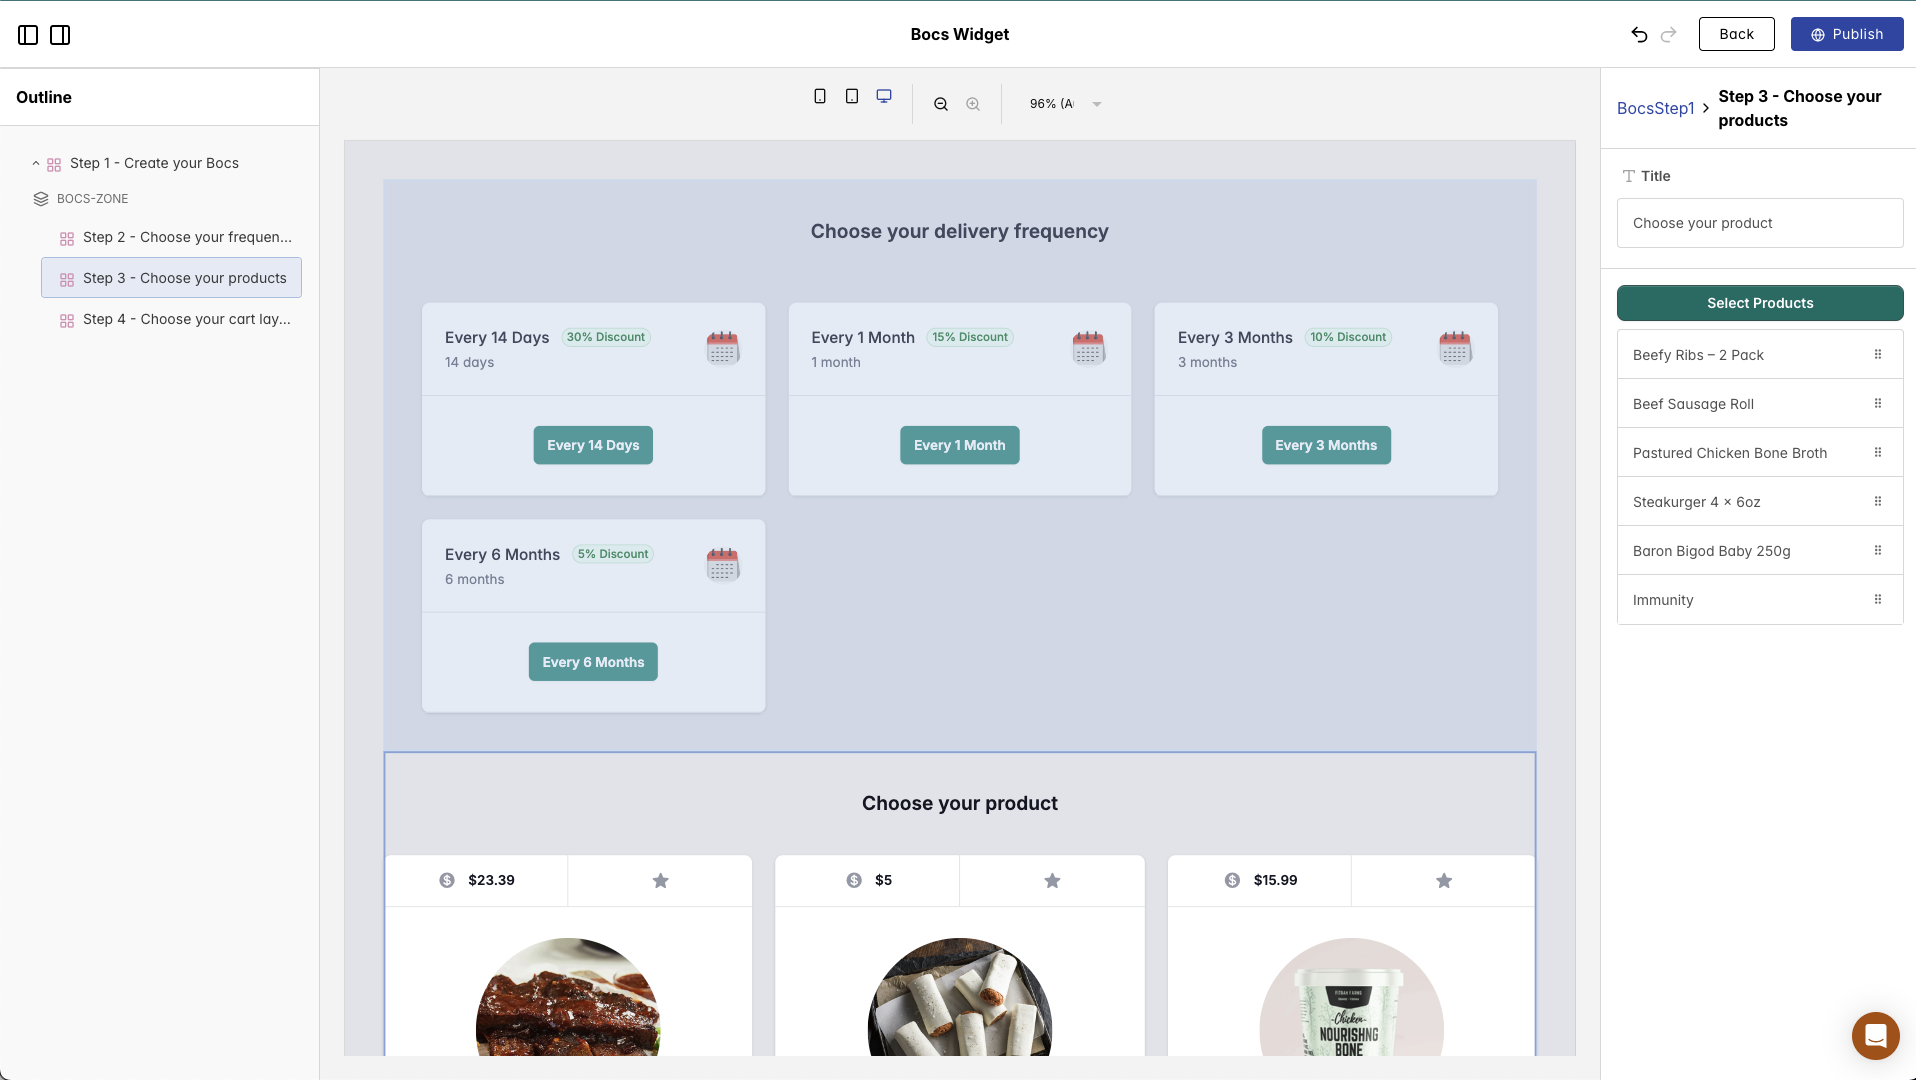 Bocs Widget
Back
Publish
Outline
Step 1 - Create your Bocs
BOCS-ZONE
Step 2 - Choose your frequen...
Step 3 - Choose your products
Step 4 - Choose your cart lay...
96% (A
Choose your delivery frequency
Every 14 Days 30% Discount
14 days
Every 14 Days
Every 1 Month 15% Discount
1 month
Every 1 Month
Every 3 Months 10% Discount
3 months
Every 3 Months
Every 6 Months 5% Discount
6 months
Every 6 Months
Choose your product
$23.39
$5
$15.99
Chicken
NOURISHNG
BONE
BocsStep1 > Step 3 - Choose your
products
Title
Choose your product
Select Products
Beefy Ribs – 2 Pack
Beef Sausage Roll
Pastured Chicken Bone Broth
Steakurger 4 × 6oz
Baron Bigod Baby 250g
Immunity